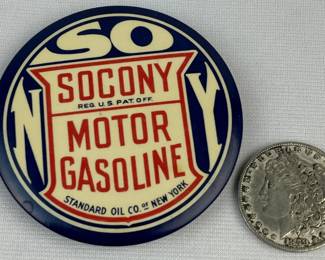 SO
N Y
SOCONY
REG. U.S. PAT. OFF.
MOTOR
GASOLINE
STANDARD OIL CO. OF NEW YORK